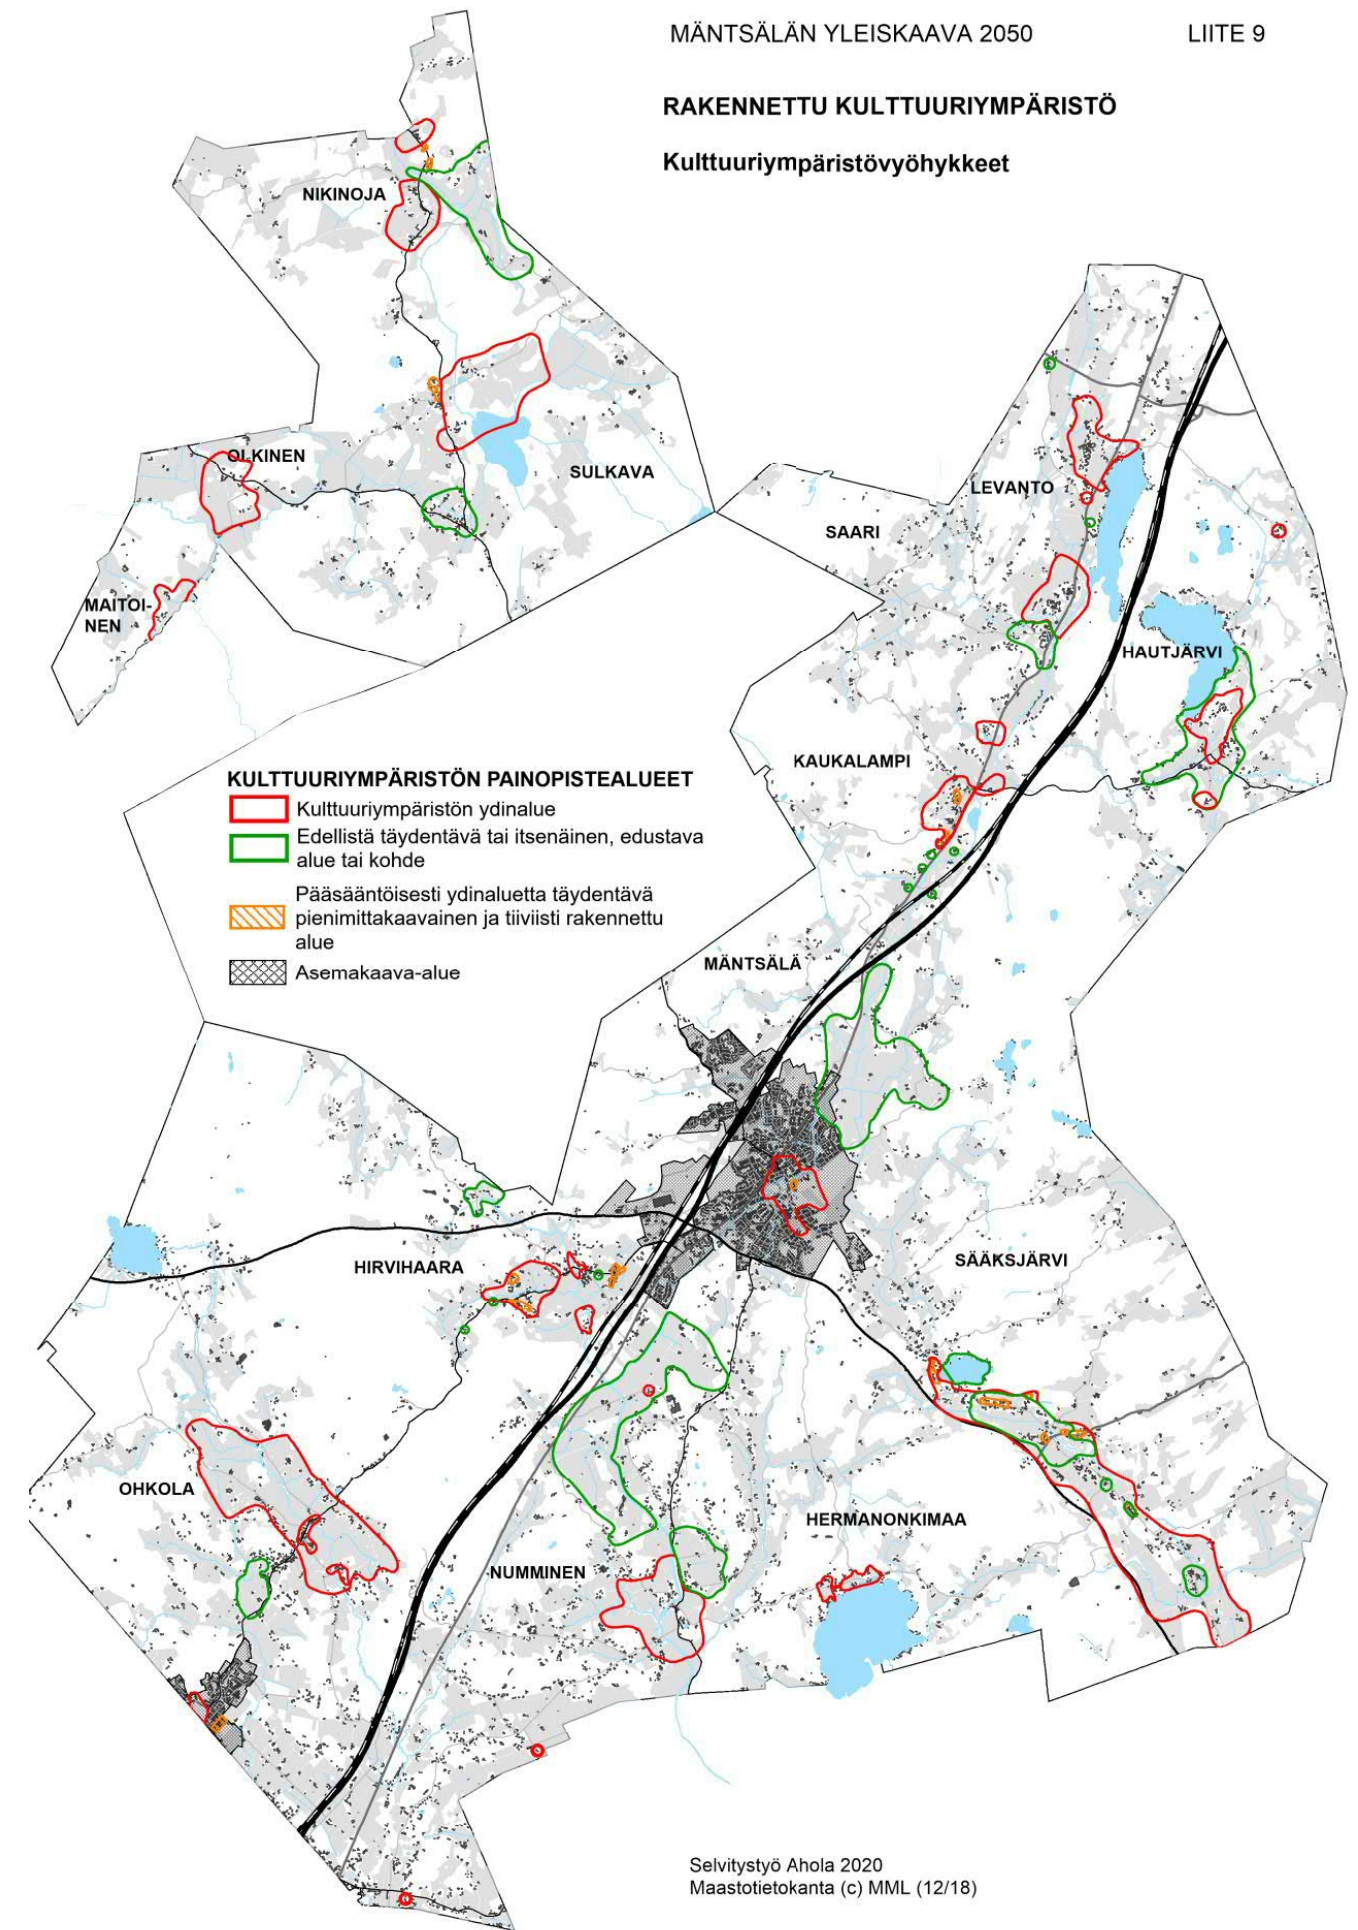 MÄNTSÄLÄN YLEISKAAVA 2050 LIITE 9
RAKENNETTU KULTTUURIYMPÄRISTÖ
Kulttuuriympäristövyöhykkeet
NIKINOJA
OLKINEN
SULKAVA
MAITOI-
NEN
LEVANTO
SAARI
HAUTJÄRVI
KAUKALAMPI
KULTTUURIYMPÄRISTÖN PAINOPISTEALUEET
Kulttuuriympäristön ydinalue
Edellistä täydentävä tai itsenäinen, edustava
alue tai kohde
Pääsääntöisesti ydinaluetta täydentävä
pienimittakaavainen ja tiiviisti rakennettu
alue
Asemakaava-alue
MÄNTSÄLÄ
HIRVIHAARA
SÄÄKSJÄRVI
OHKOLA
HERMANONKIMAA
NUMMINEN
Selvitystyö Ahola 2020
Maastotietokanta (c) MML (12/18)